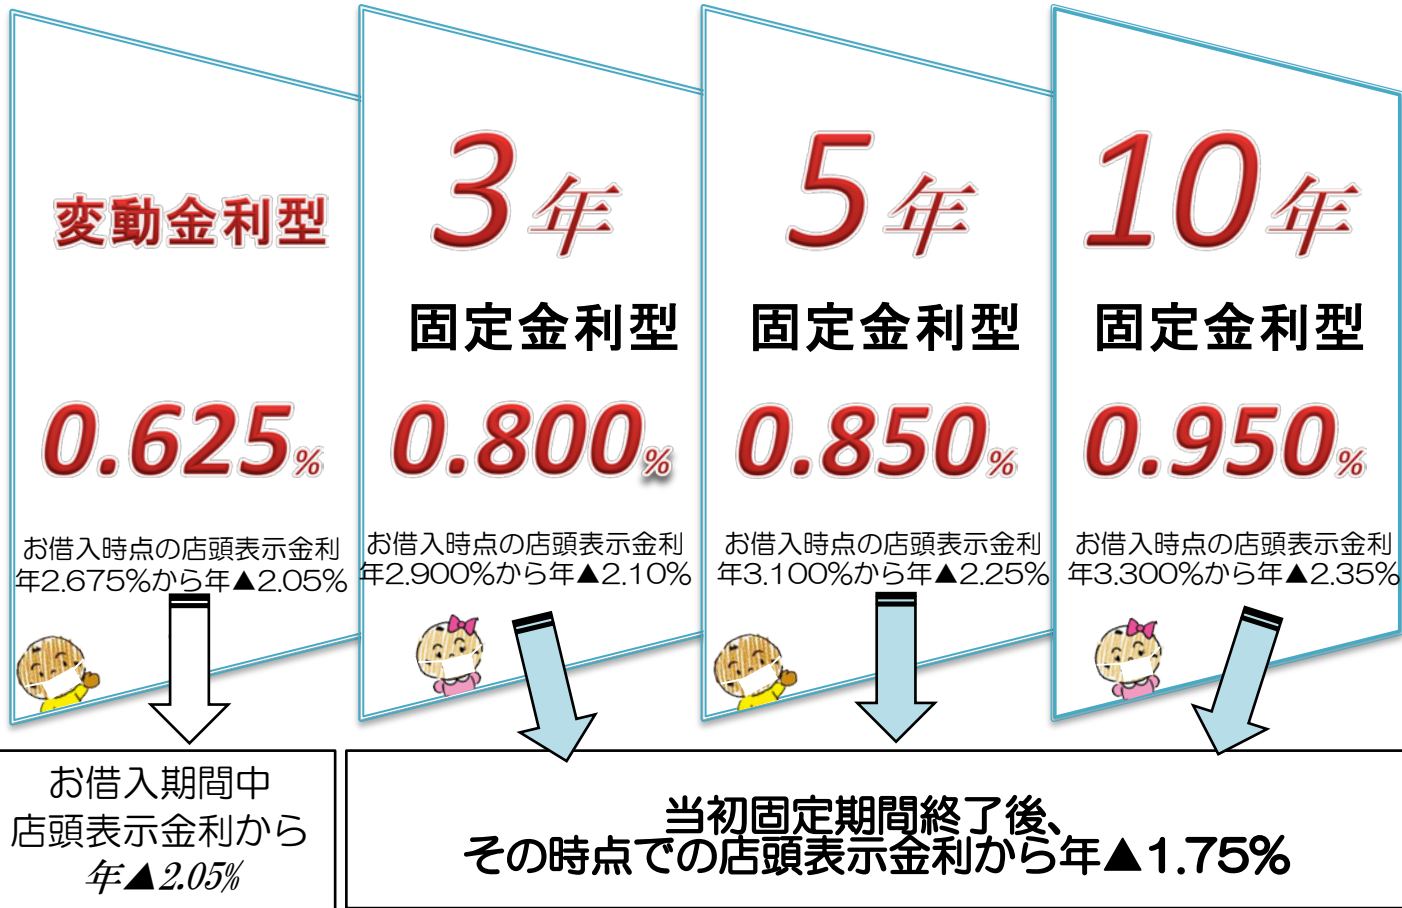 変動金利型
0.625%
お借入時点の店頭表示金利
年2.675%から年▲2.05%
3年
固定金利型
0.800%
お借入時点の店頭表示金利
年2.900%から年▲2.10%
5年
固定金利型
0.850%
お借入時点の店頭表示金利
年3.100%から年▲2.25%
10年
固定金利型
0.950%
お借入時点の店頭表示金利
年3.300%から年▲2.35%
お借入期間中
店頭表示金利から
年▲2.05%
当初固定期間終了後、
その時点での店頭表示金利から年▲1.75%